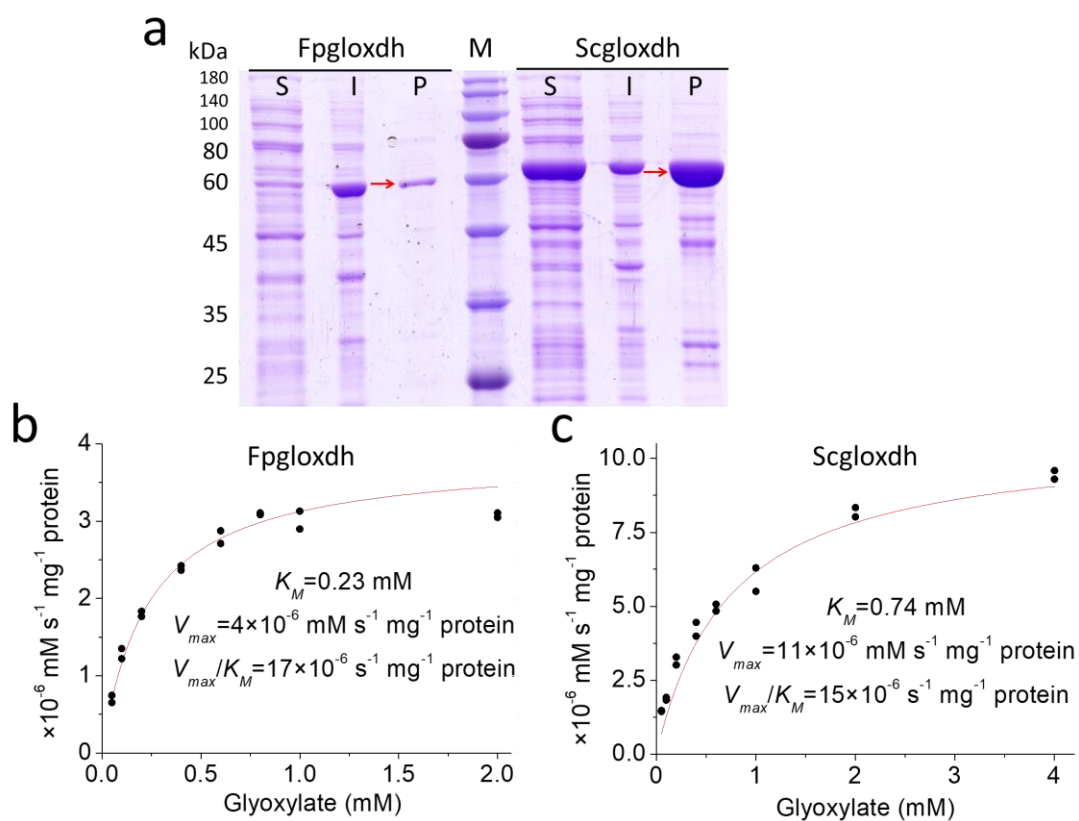 a
kDa Fpgloxdh M Scgloxdh
180 S I P S I P
140
100
80
60
45
35
25
b
Fpgloxdh
×10⁻⁶ mM s⁻¹ mg⁻¹ protein
4
3
2
1
0
K_M=0.23 mM
V_max=4×10⁻⁶ mM s⁻¹ mg⁻¹ protein
V_max/K_M=17×10⁻⁶ s⁻¹ mg⁻¹ protein
0.0 0.5 1.0 1.5 2.0
Glyoxylate (mM)
c
Scgloxdh
×10⁻⁶ mM s⁻¹ mg⁻¹ protein
10.0
7.5
5.0
2.5
0.0
K_M=0.74 mM
V_max=11×10⁻⁶ mM s⁻¹ mg⁻¹ protein
V_max/K_M=15×10⁻⁶ s⁻¹ mg⁻¹ protein
0 1 2 3 4
Glyoxylate (mM)